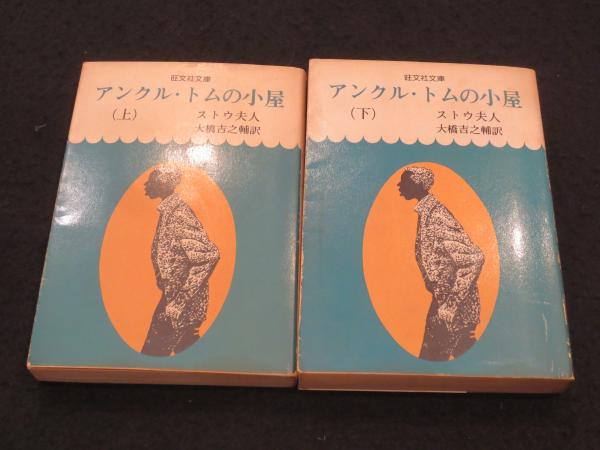 旺文社文庫
アンクル・トムの小屋
(上) ストウ夫人
大橋吉之輔訳
旺文社文庫
アンクル・トムの小屋
(下) ストウ夫人
大橋吉之輔訳